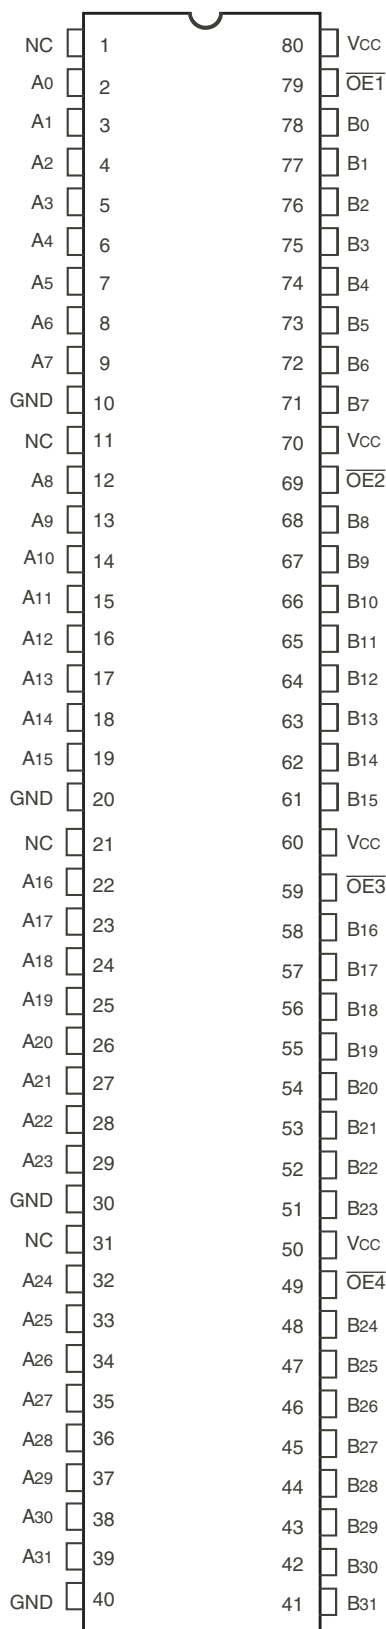 NC 1 80 VCC
A0 2 79 OE1
A1 3 78 B0
A2 4 77 B1
A3 5 76 B2
A4 6 75 B3
A5 7 74 B4
A6 8 73 B5
A7 9 72 B6
GND 10 71 B7
NC 11 70 VCC
A8 12 69 OE2
A9 13 68 B8
A10 14 67 B9
A11 15 66 B10
A12 16 65 B11
A13 17 64 B12
A14 18 63 B13
A15 19 62 B14
GND 20 61 B15
NC 21 60 VCC
A16 22 59 OE3
A17 23 58 B16
A18 24 57 B17
A19 25 56 B18
A20 26 55 B19
A21 27 54 B20
A22 28 53 B21
A23 29 52 B22
GND 30 51 B23
NC 31 50 VCC
A24 32 49 OE4
A25 33 48 B24
A26 34 47 B25
A27 35 46 B26
A28 36 45 B27
A29 37 44 B28
A30 38 43 B29
A31 39 42 B30
GND 40 41 B31